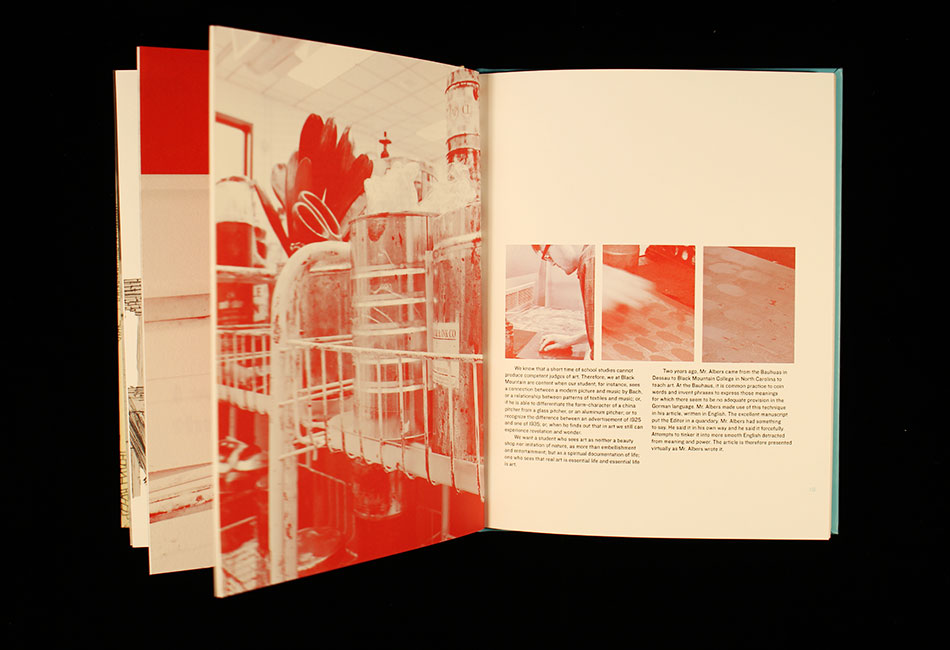 We know that a short time of school studies cannot
produce competent judges of art. Therefore, we at Black
Mountain are content when our student, for instance, sees
a connection between a modern picture and music by Bach,
or a relationship between patterns of textiles and music; or,
if he is able to differentiate the form-character of a china
pitcher from a glass pitcher, or an aluminum pitcher; or to
recognize the difference between an advertisement of 1925
and one of 1935, or, when he finds out that in art we still can
experience revelation and wonder.
We want a student who sees art as neither a beauty
shop nor imitation of nature, as more than embellishment
and entertainment; but as a spiritual documentation of life;
one who sees that real art is essential life and essential life
is art.
Two years ago, Mr. Albers came from the Bauhaus in
Dessau to Black Mountain College in North Carolina to
teach art. At the Bauhaus, it is common practice to coin
words and invent phrases to express those meanings
for which there seem to be no adequate provision in the
German language. Mr. Albers made use of this technique
in his article, written in English. The excellent manuscript
put the Editor in a quandary. Mr. Albers had something
to say. He said it in his own way and he said it forcefully.
Attempts to tinker it into more smooth English detracted
from meaning and power. The article is therefore presented
virtually as Mr. Albers wrote it.